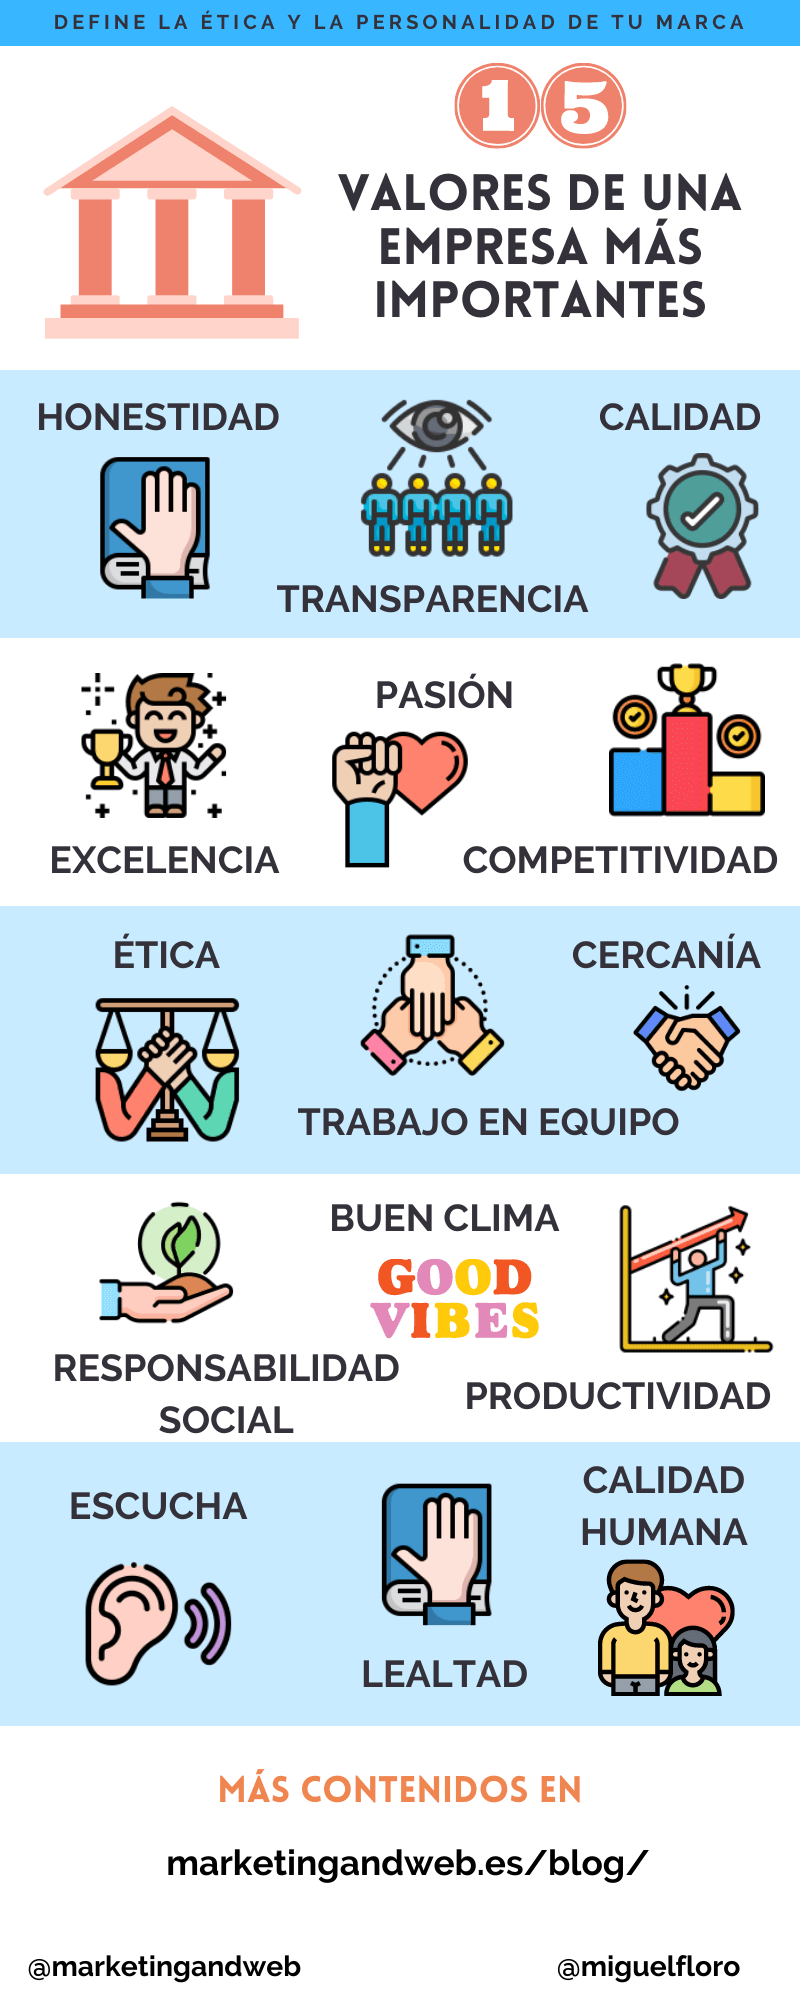 DEFINE LA ÉTICA Y LA PERSONALIDAD DE TU MARCA
15
VALORES DE UNA
EMPRESA MÁS
IMPORTANTES
HONESTIDAD
TRANSPARENCIA
CALIDAD
EXCELENCIA
PASIÓN
COMPETITIVIDAD
ÉTICA
TRABAJO EN EQUIPO
CERCANÍA
RESPONSABILIDAD
SOCIAL
BUEN CLIMA
GOOD
VIBES
PRODUCTIVIDAD
ESCUCHA
LEALTAD
CALIDAD
HUMANA
MÁS CONTENIDOS EN
marketingandweb.es/blog/
@marketingandweb
@miguelfloro